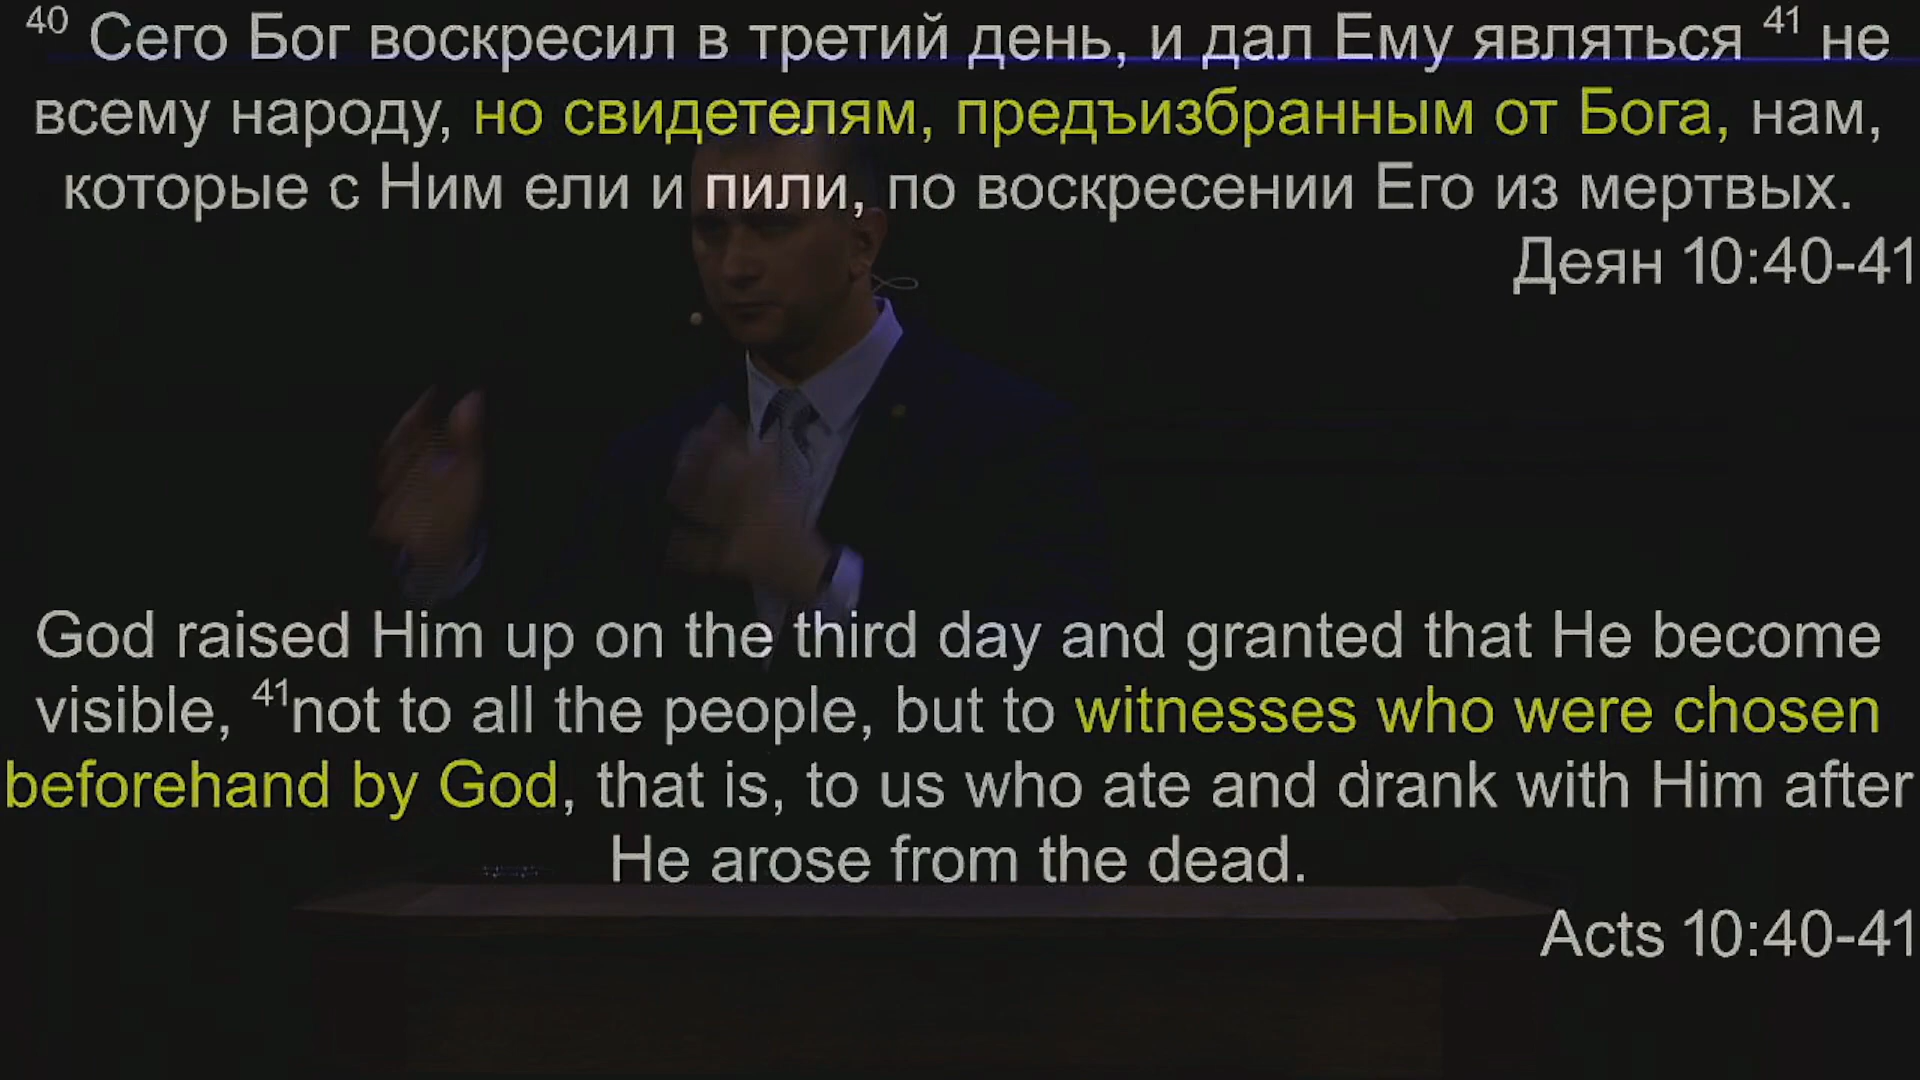 40 Сего Бог воскресил в третий день, и дал Ему являться 41 не
всему народу, но свидетелям, предъизбранным от Бога, нам,
которые с Ним ели и пили, по воскресении Его из мертвых.
Деян 10:40-41
God raised Him up on the third day and granted that He become
visible, 41not to all the people, but to witnesses who were chosen
beforehand by God, that is, to us who ate and drank with Him after
He arose from the dead.
Acts 10:40-41